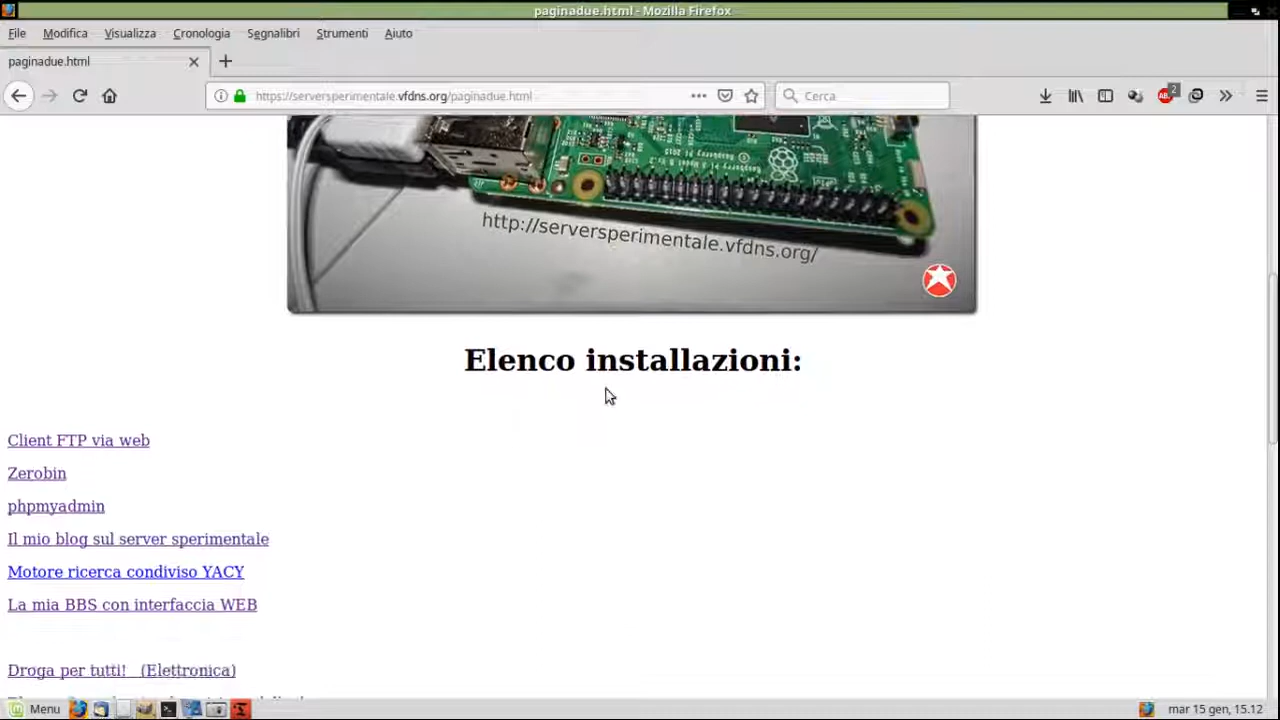 paginadue.html - Mozilla Firefox
File Modifica Visualizza Cronologia Segnalibri Strumenti Aiuto
paginadue.html
https://serversperimentale.vfdns.org/paginadue.html
Cerca
2
http://serversperimentale.vfdns.org/
Elenco installazioni:
Client FTP via web
Zerobin
phpmyadmin
Il mio blog sul server sperimentale
Motore ricerca condiviso YACY
La mia BBS con interfaccia WEB
Droga per tutti! (Elettronica)
Menu
mar 15 gen, 15.12